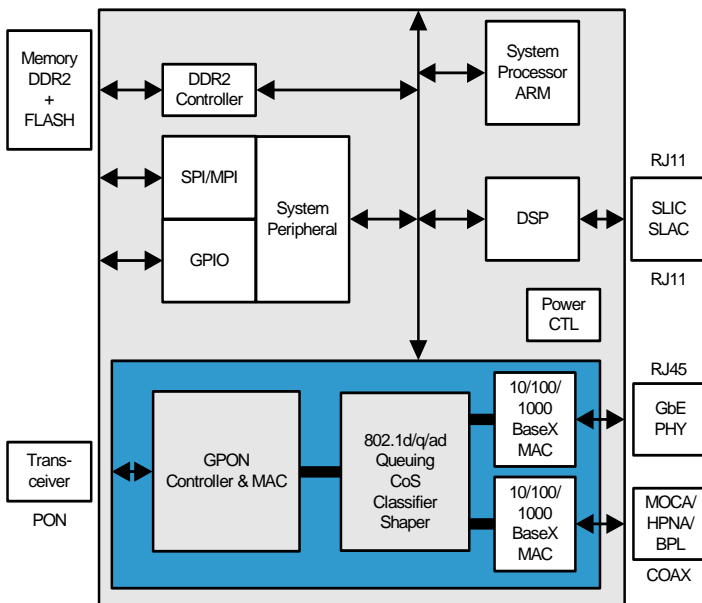 Memory
DDR2
+
FLASH
DDR2
Controller
System
Processor
ARM
SPI/MPI
GPIO
System
Peripheral
DSP
RJ11
SLIC
SLAC
RJ11
Power
CTL
Trans-
ceiver
PON
GPON
Controller & MAC
802.1d/q/ad
Queuing
CoS
Classifier
Shaper
10/100/
1000
BaseX
MAC
10/100/
1000
BaseX
MAC
RJ45
GbE
PHY
MOCA/
HPNA/
BPL
COAX